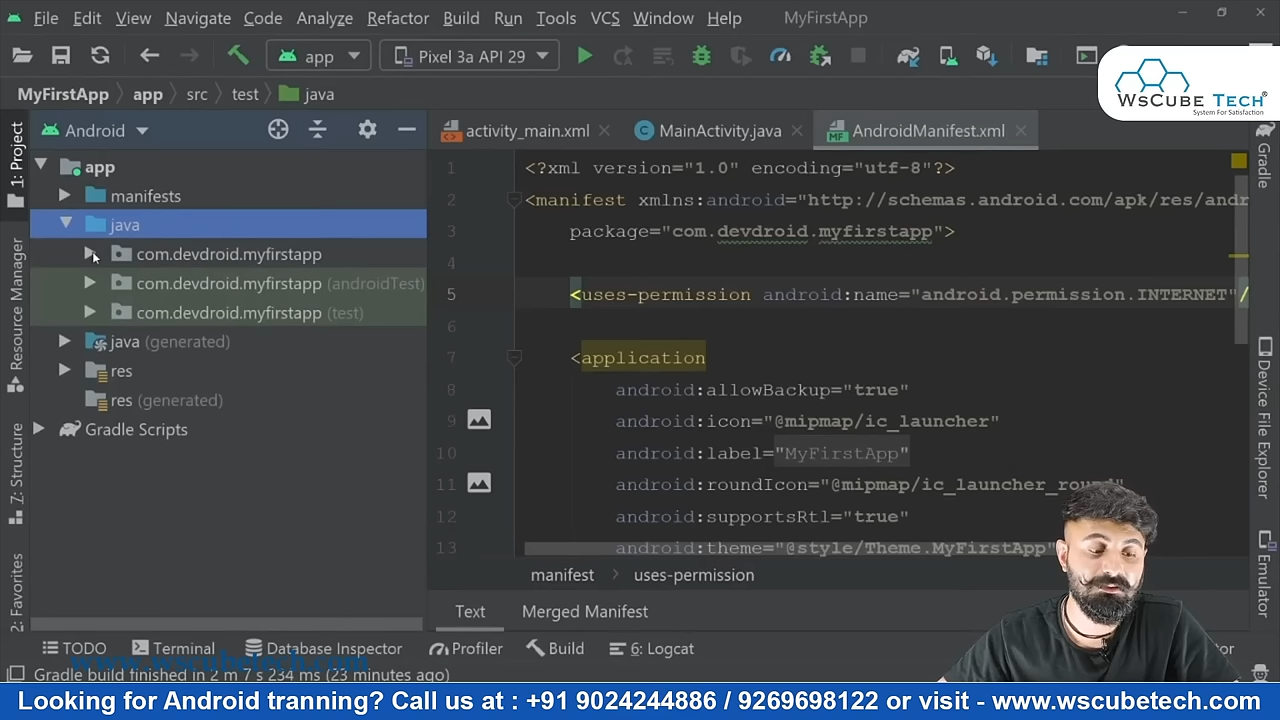 File Edit View Navigate Code Analyze Refactor Build Run Tools VCS Window Help MyFirstApp
app Pixel 3a API 29
MyFirstApp app src test java
WsCube Tech®
System For Satisfaction
Android
activity_main.xml MainActivity.java AndroidManifest.xml
1: Project
Resource Manager
Z: Structure
2: Favorites
app
manifests
java
com.devdroid.myfirstapp
com.devdroid.myfirstapp (androidTest)
com.devdroid.myfirstapp (test)
java (generated)
res
res (generated)
Gradle Scripts
1 <?xml version="1.0" encoding="utf-8"?>
2 <manifest xmlns:android="http://schemas.android.com/apk/res/andr
3 package="com.devdroid.myfirstapp">
4
5 <uses-permission android:name="android.permission.INTERNET"/
6
7 <application
8 android:allowBackup="true"
9 android:icon="@mipmap/ic_launcher"
10 android:label="MyFirstApp"
11 android:roundIcon="@mipmap/ic_launcher_round"
12 android:supportsRtl="true"
13 android:theme="@style/Theme.MyFirstApp"
manifest uses-permission
Text Merged Manifest
Gradle
Device File Explorer
Emulator
TODO Terminal Database Inspector Profiler Build 6: Logcat
www.wscubetech.com
Gradle build finished in 2 m 7 s 234 ms (23 minutes ago)
Looking for Android tranning? Call us at : +91 9024244886 / 9269698122 or visit - www.wscubetech.com